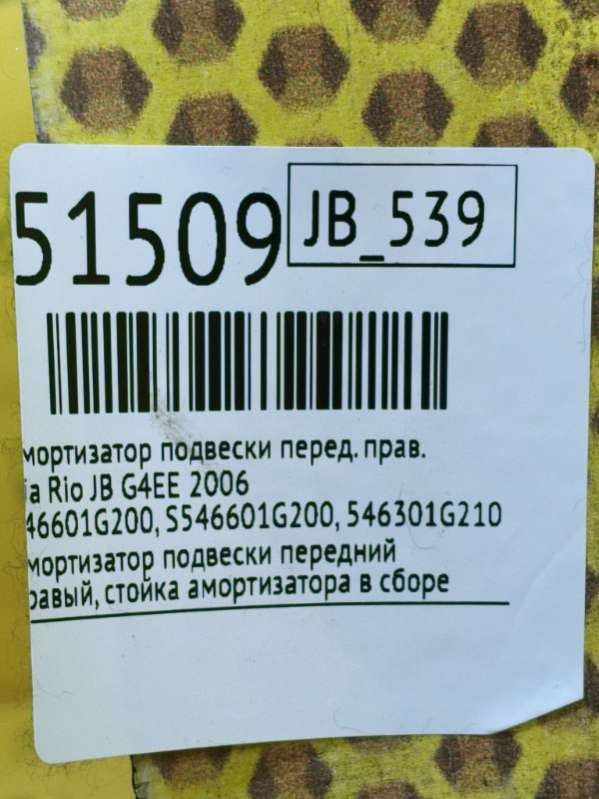 51509
JB_539
мортизатор подвески перед. прав.
ia Rio JB G4EE 2006
46601G200, S546601G200, 546301G210
мортизатор подвески передний
равый, стойка амортизатора в сборе